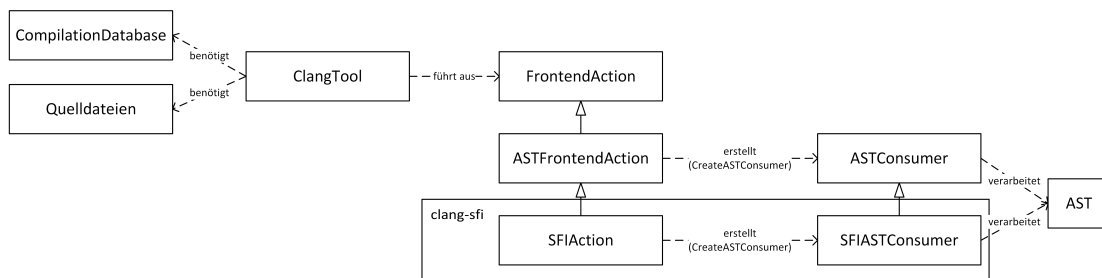 CompilationDatabase
benötigt
ClangTool
führt aus
FrontendAction
benötigt
Quelldateien
ASTFrontendAction
erstellt
(CreateASTConsumer)
ASTConsumer
verarbeitet
AST
clang-sfi
SFIAction
erstellt
(CreateASTConsumer)
SFIASTConsumer
verarbeitet